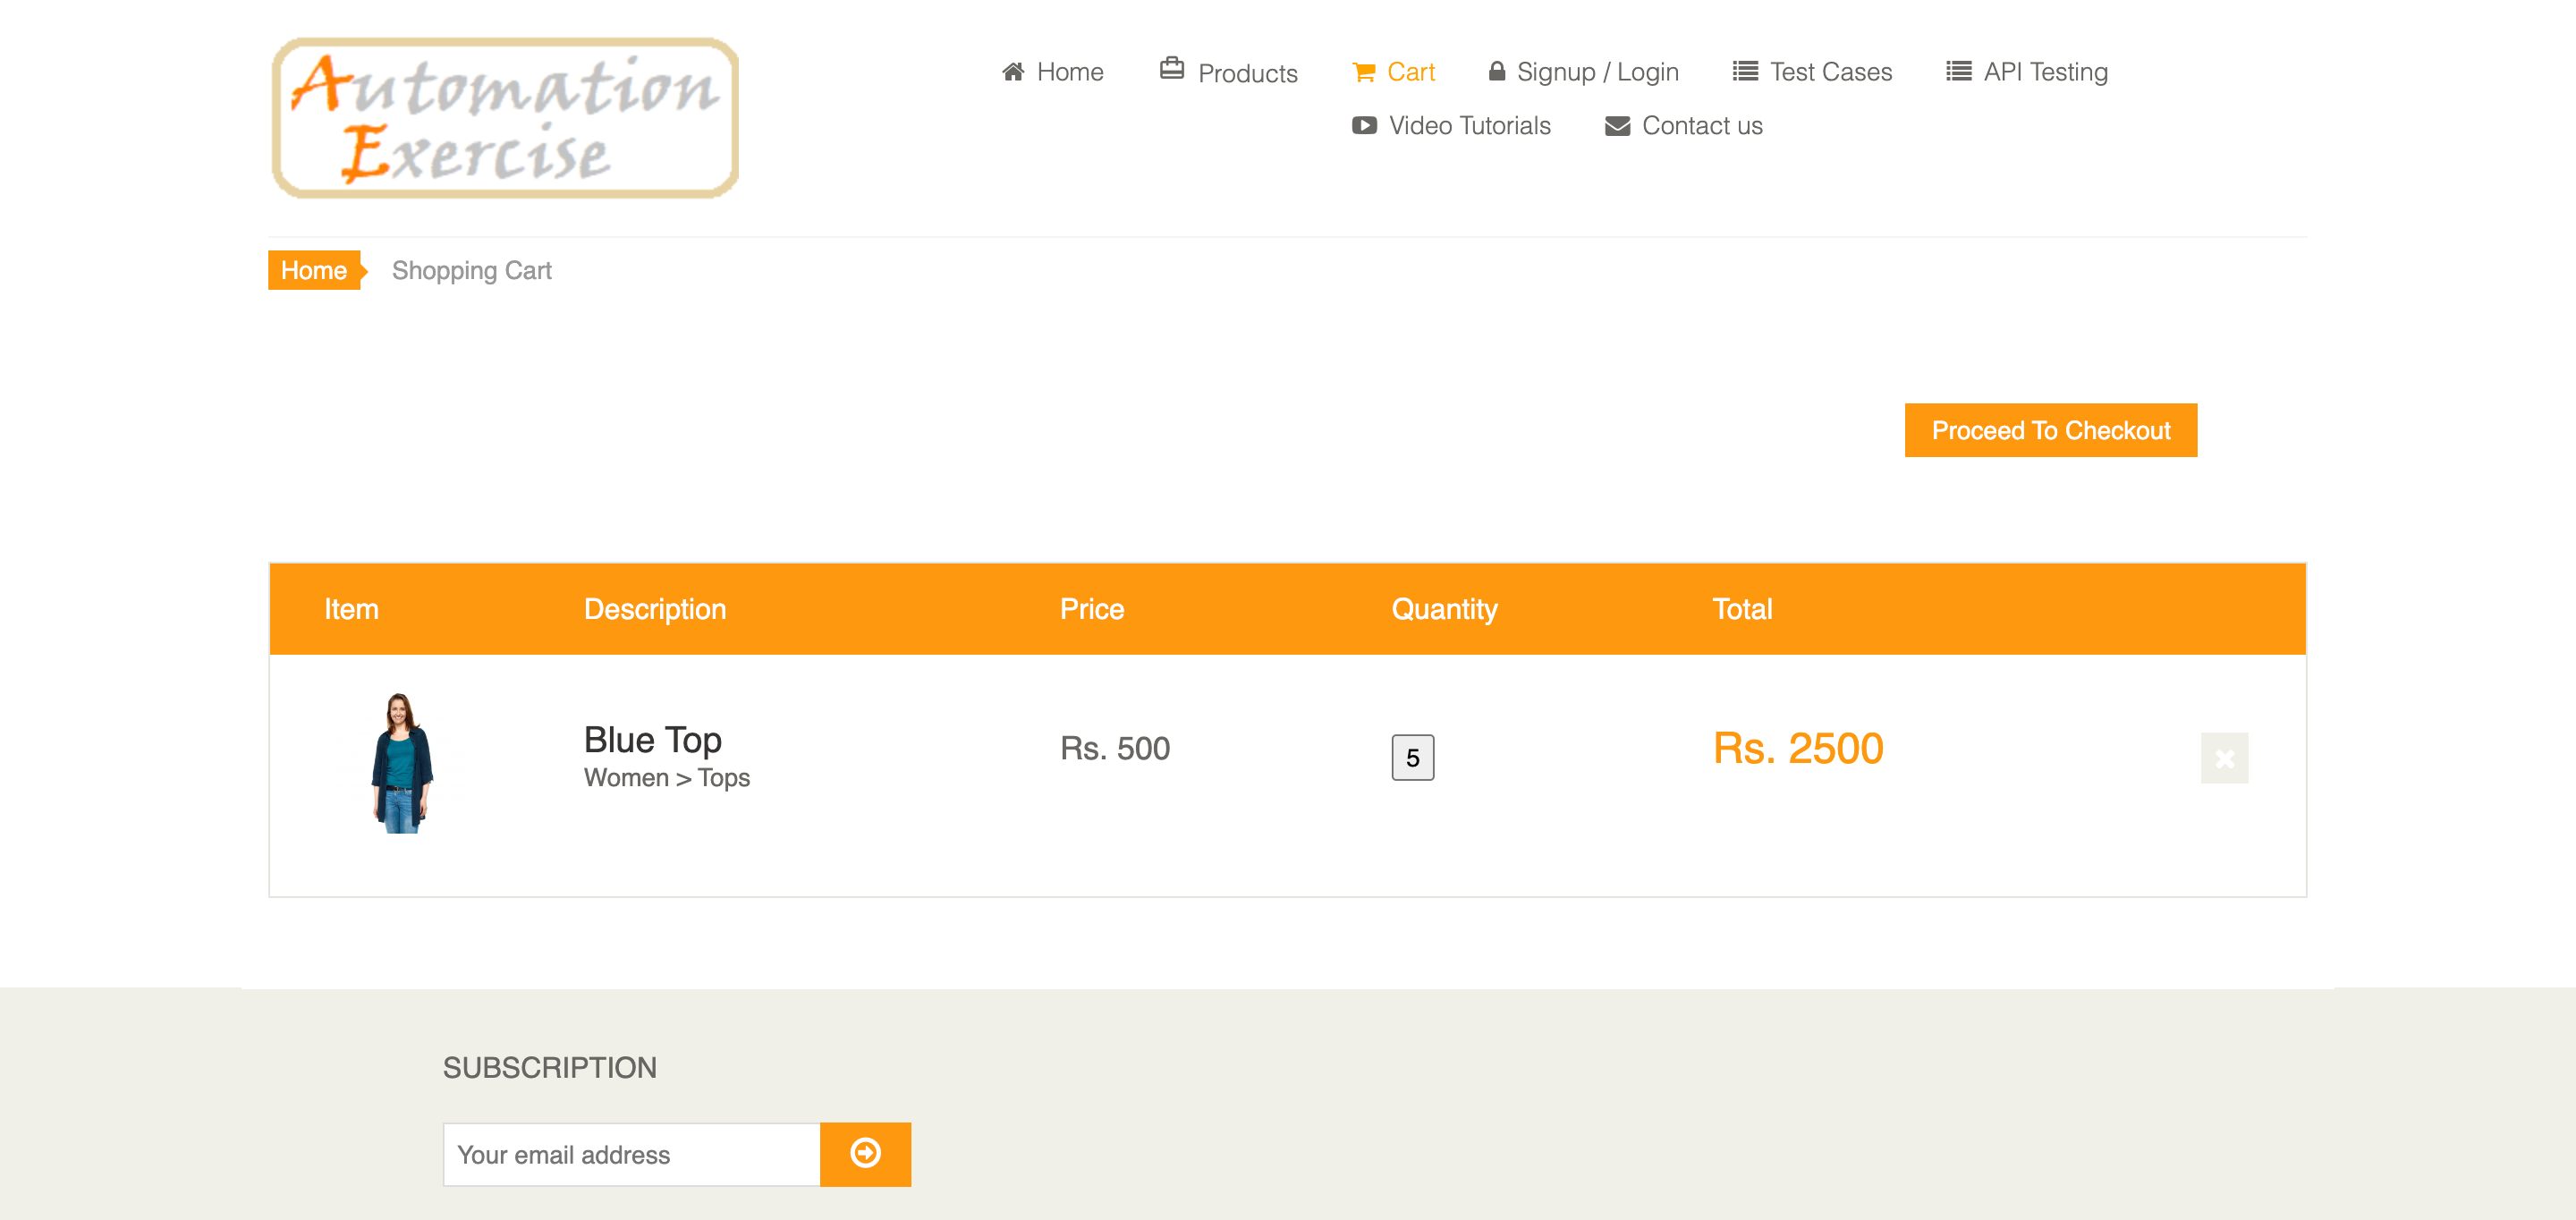 Automation
Exercise
Home Products Cart Signup / Login Test Cases API Testing
Video Tutorials Contact us
Home Shopping Cart
Proceed To Checkout
Item Description Price Quantity Total
Blue Top
Women > Tops
Rs. 500
5
Rs. 2500
SUBSCRIPTION
Your email address